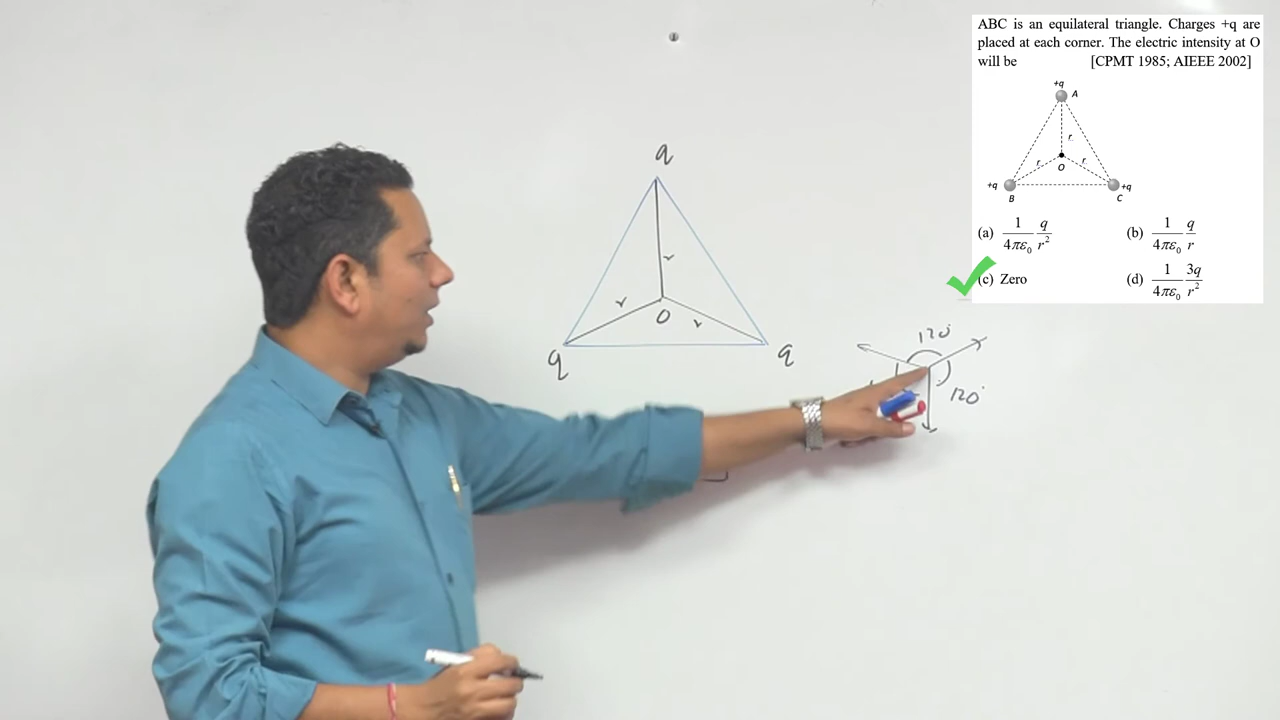 ABC is an equilateral triangle. Charges +q are
placed at each corner. The electric intensity at O
will be [CPMT 1985; AIEEE 2002]
+q
A
r
r
r
O
+q
+q
B
C
(a) 1/4πε₀ q/r² (b) 1/4πε₀ q/r
(c) Zero (d) 1/4πε₀ 3q/r²
q
r
r
r
O
q
q
120°
120°